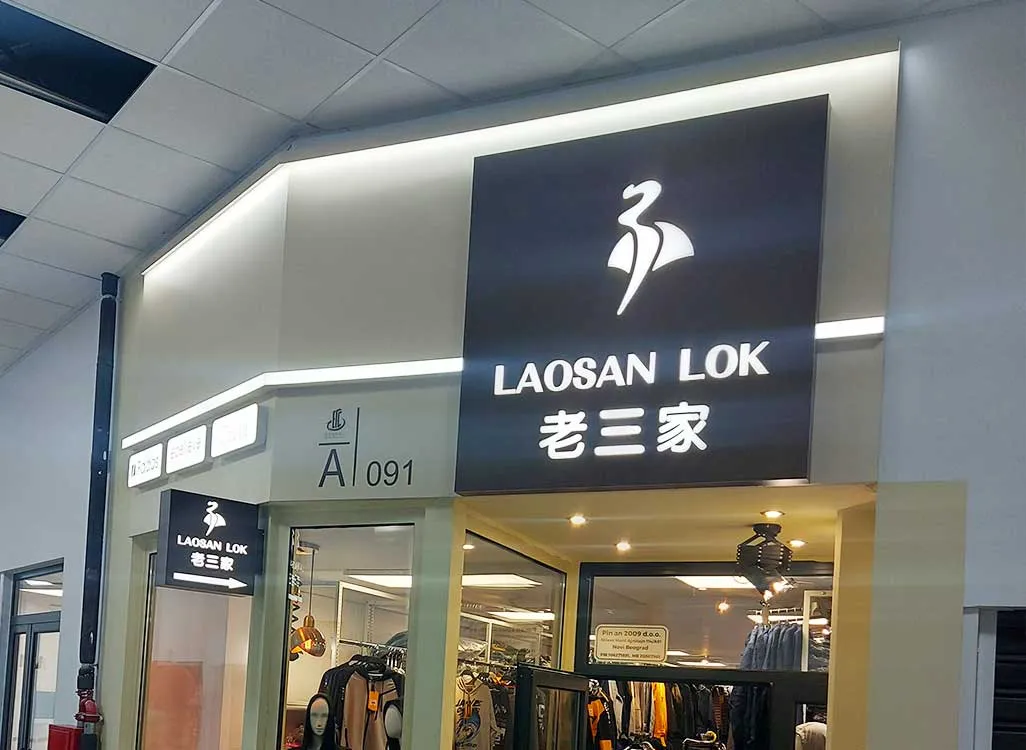 LAOSAN LOK
老三家
A 091
LAOSAN LOK
老三家
Pin an 2009 d.o.o.
Novi Beograd